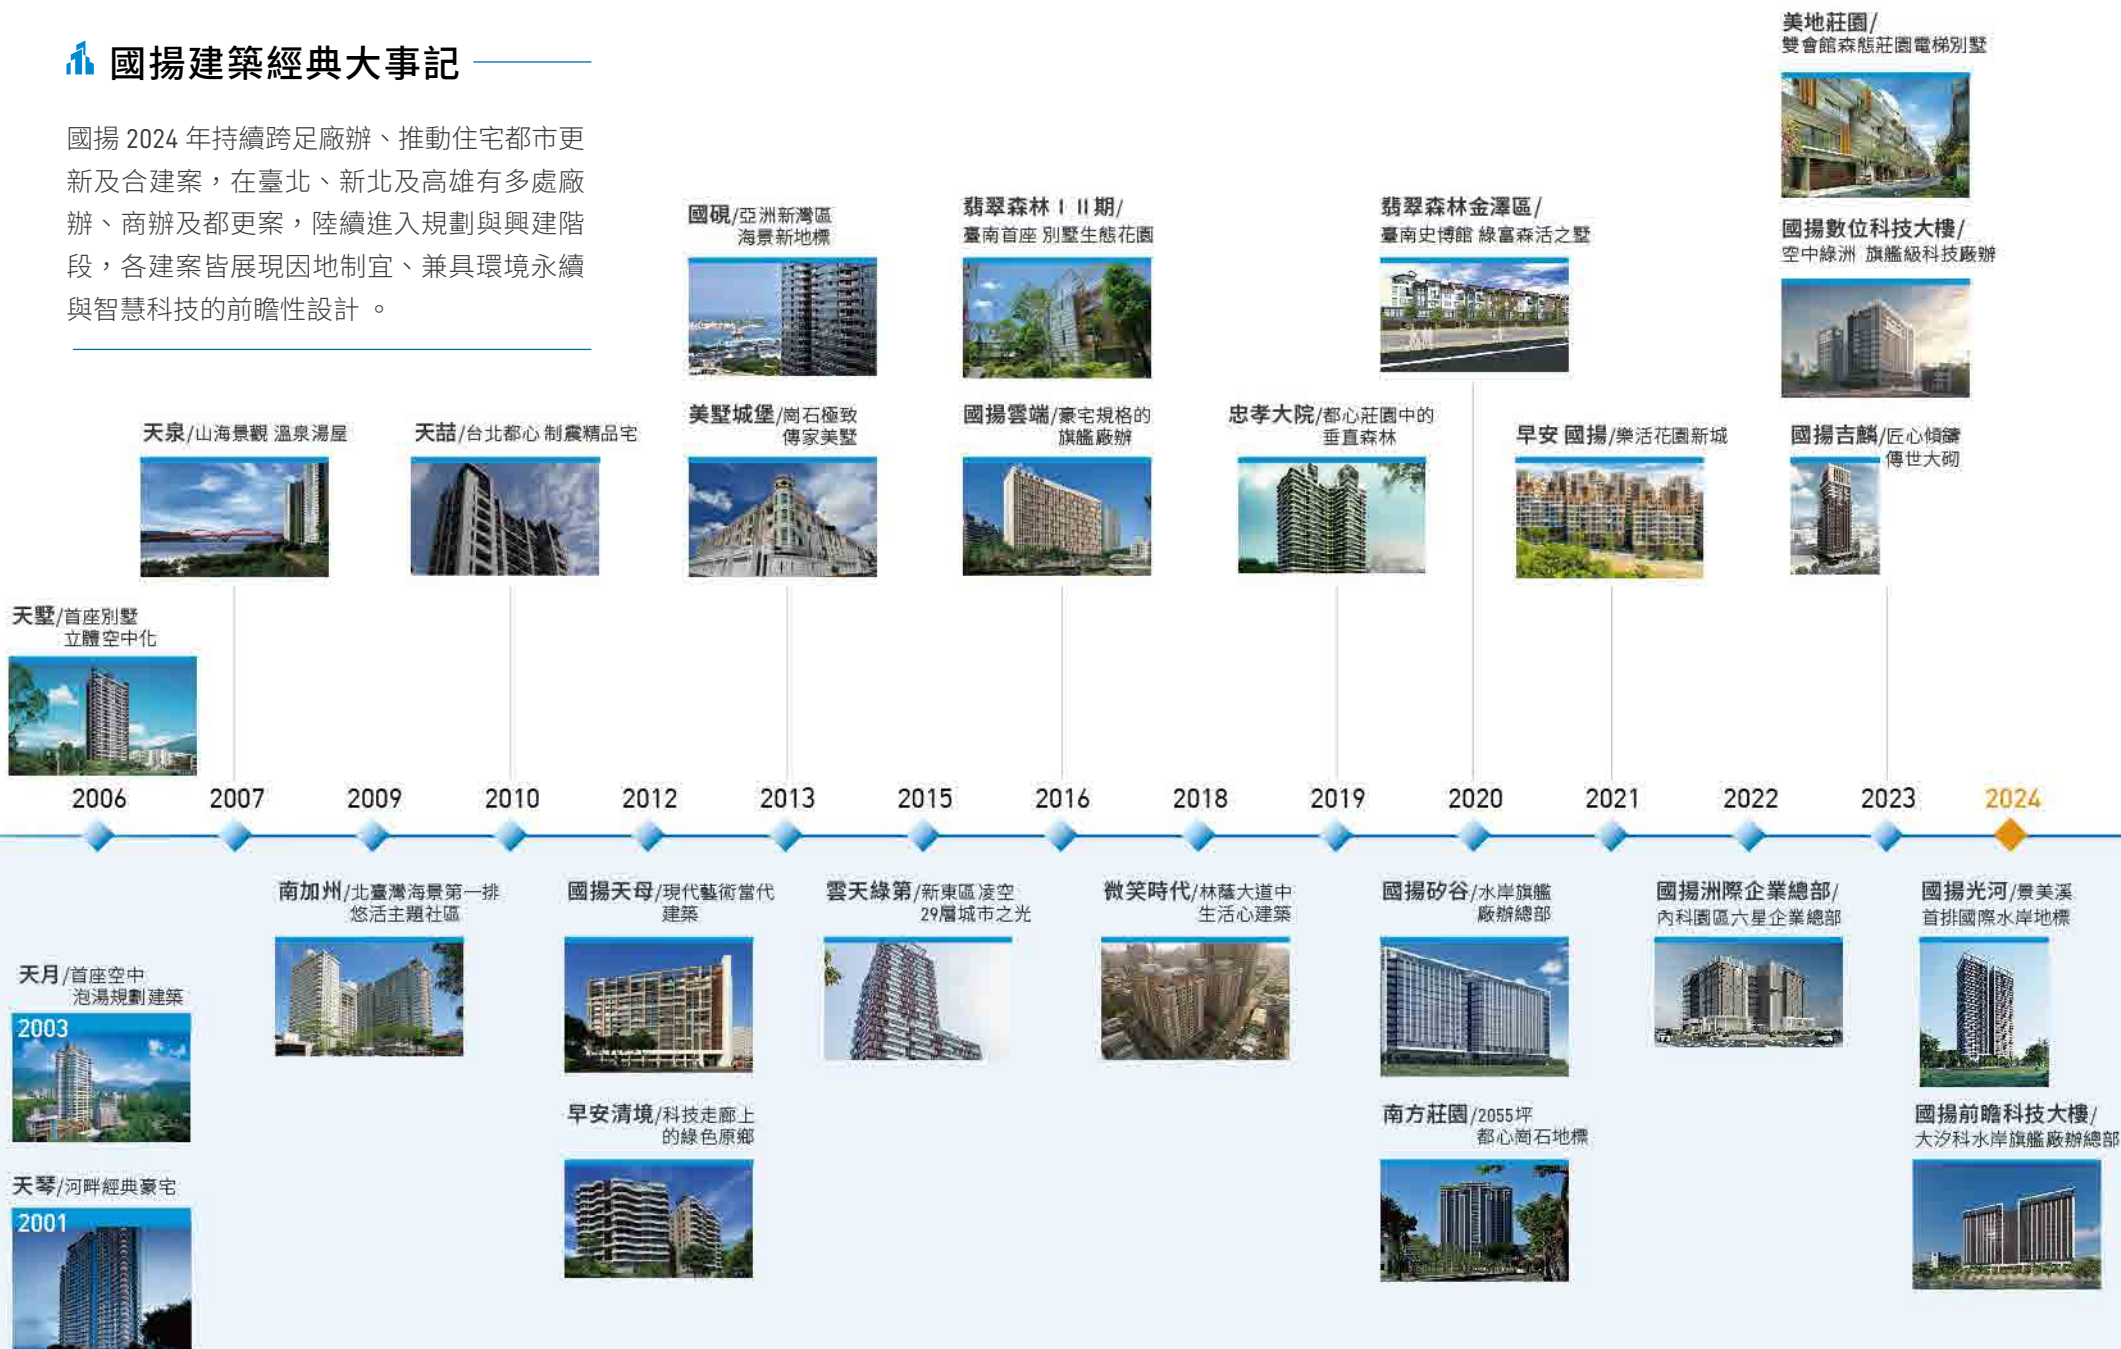 國揚建築經典大事記
國揚 2024 年持續跨足廠辦、推動住宅都市更
新及合建案，在臺北、新北及高雄有多處廠
辦、商辦及都更案，陸續進入規劃與興建階
段，各建案皆展現因地制宜、兼具環境永續
與智慧科技的前瞻性設計 。
美地莊園/
雙會館森態莊園電梯別墅
國硯/亞洲新灣區
海景新地標
翡翠森林 I II 期/
臺南首座 別墅生態花園
翡翠森林金澤區/
臺南史博館 綠富森活之墅
國揚數位科技大樓/
空中綠洲 旗艦級科技廠辦
天泉/山海景觀 溫泉湯屋
天喆/台北都心 制震精品宅
美墅城堡/崗石極致
傳家美墅
國揚雲端/豪宅規格的
旗艦廠辦
忠孝大院/都心莊園中的
垂直森林
早安 國揚/樂活花園新城
國揚吉麟/匠心傾鑄
傳世大砌
天墅/首座別墅
立體空中化
2006
2007
2009
2010
2012
2013
2015
2016
2018
2019
2020
2021
2022
2023
2024
南加州/北臺灣海景第一排
悠活主題社區
國揚天母/現代藝術當代
建築
雲天綠第/新東區凌空
29層城市之光
微笑時代/林蔭大道中
生活心建築
國揚矽谷/水岸旗艦
廠辦總部
國揚洲際企業總部/
內科園區六星企業總部
國揚光河/景美溪
首排國際水岸地標
天月/首座空中
泡湯規劃建築
2003
早安清境/科技走廊上
的綠色原鄉
南方莊園/2055坪
都心崗石地標
國揚前瞻科技大樓/
大汐科水岸旗艦廠辦總部
天琴/河畔經典豪宅
2001